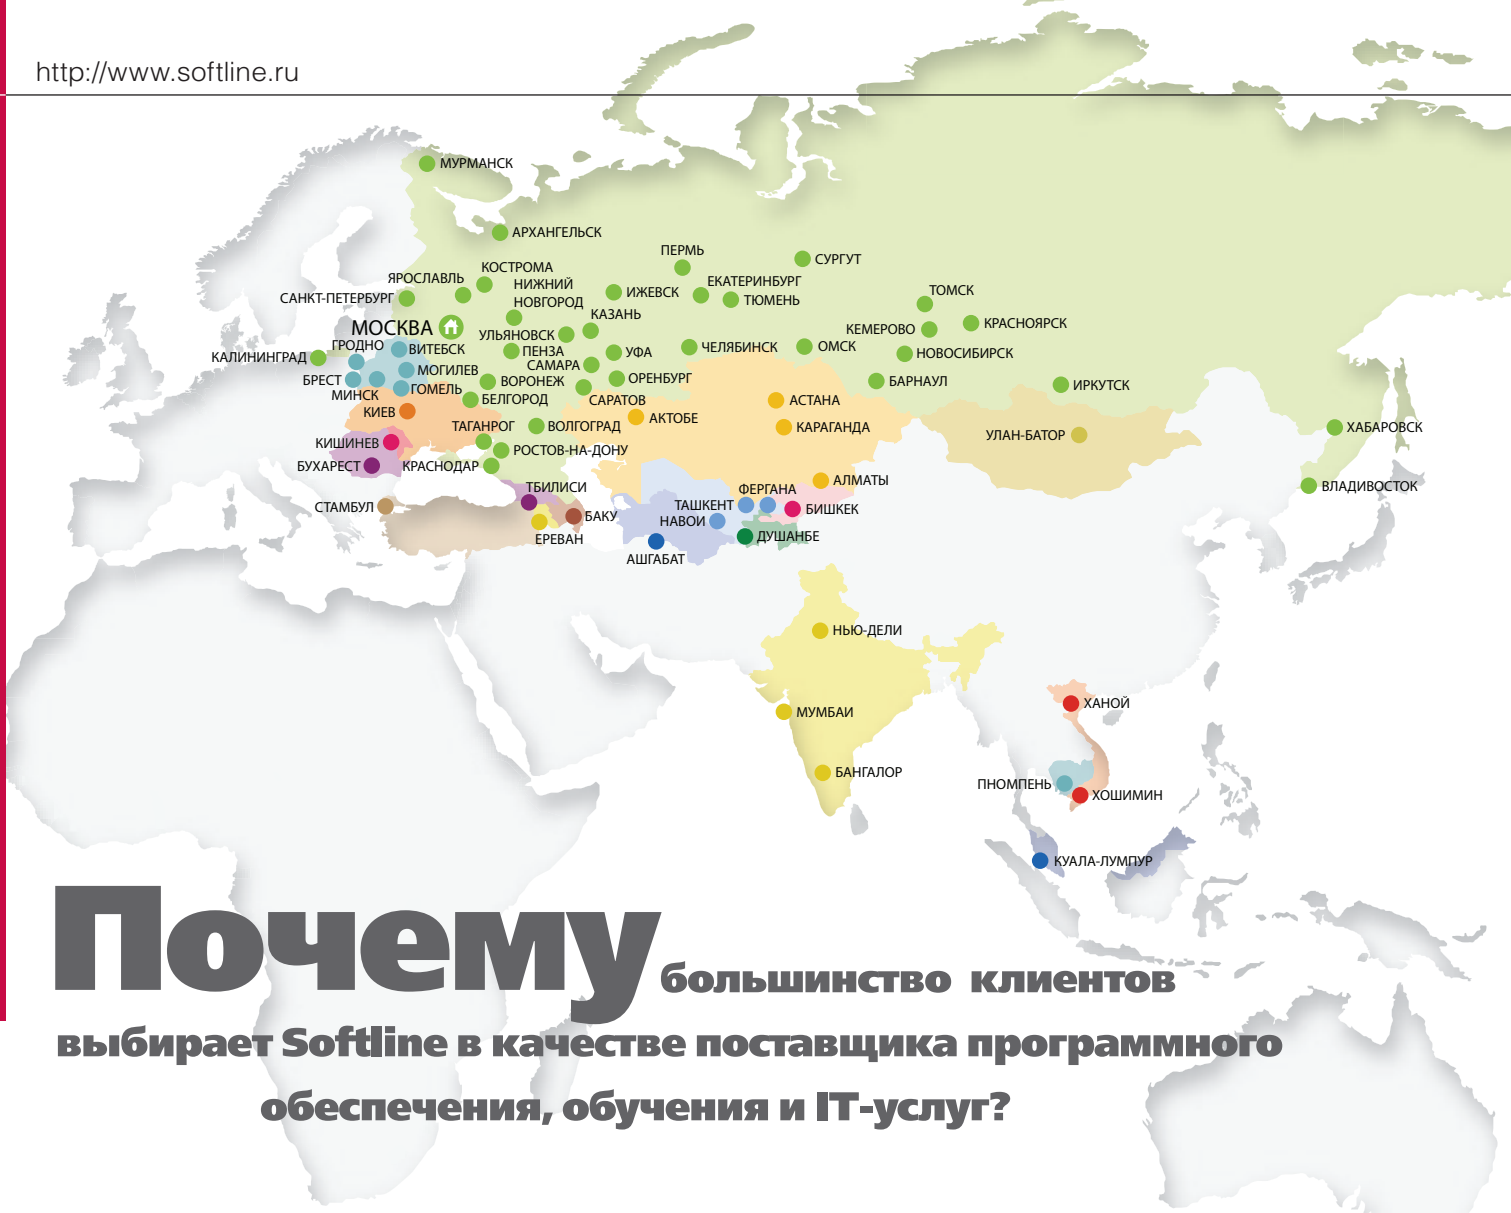 http://www.softline.ru
МУРМАНСК
АРХАНГЕЛЬСК
ПЕРМЬ
СУРГУТ
КОСТРОМА
ЯРОСЛАВЛЬ
НИЖНИЙ
НОВГОРОД
ЕКАТЕРИНБУРГ
ИЖЕВСК
ТЮМЕНЬ
ТОМСК
САНКТ-ПЕТЕРБУРГ
КАЗАНЬ
МОСКВА
УЛЬЯНОВСК
КЕМЕРОВО
КРАСНОЯРСК
ГРОДНО
ВИТЕБСК
ПЕНЗА
УФА
ЧЕЛЯБИНСК
ОМСК
НОВОСИБИРСК
КАЛИНИНГРАД
САМАРА
МОГИЛЕВ
БРЕСТ
ВОРОНЕЖ
ОРЕНБУРГ
БАРНАУЛ
ИРКУТСК
МИНСК
ГОМЕЛЬ
БЕЛГОРОД
САРАТОВ
АСТАНА
КИЕВ
АКТОБЕ
ТАГАНРОГ
ВОЛГОГРАД
КАРАГАНДА
УЛАН-БАТОР
ХАБАРОВСК
КИШИНЕВ
РОСТОВ-НА-ДОНУ
БУХАРЕСТ
КРАСНОДАР
АЛМАТЫ
ТБИЛИСИ
ФЕРГАНА
ВЛАДИВОСТОК
СТАМБУЛ
БАКУ
ТАШКЕНТ
БИШКЕК
НАВОИ
ЕРЕВАН
ДУШАНБЕ
АШГАБАТ
НЬЮ-ДЕЛИ
ХАНОЙ
МУМБАИ
БАНГАЛОР
ПНОМПЕНЬ
ХОШИМИН
КУАЛА-ЛУМПУР
Почему большинство клиентов
выбирает Softline в качестве поставщика программного
обеспечения, обучения и IT-услуг?